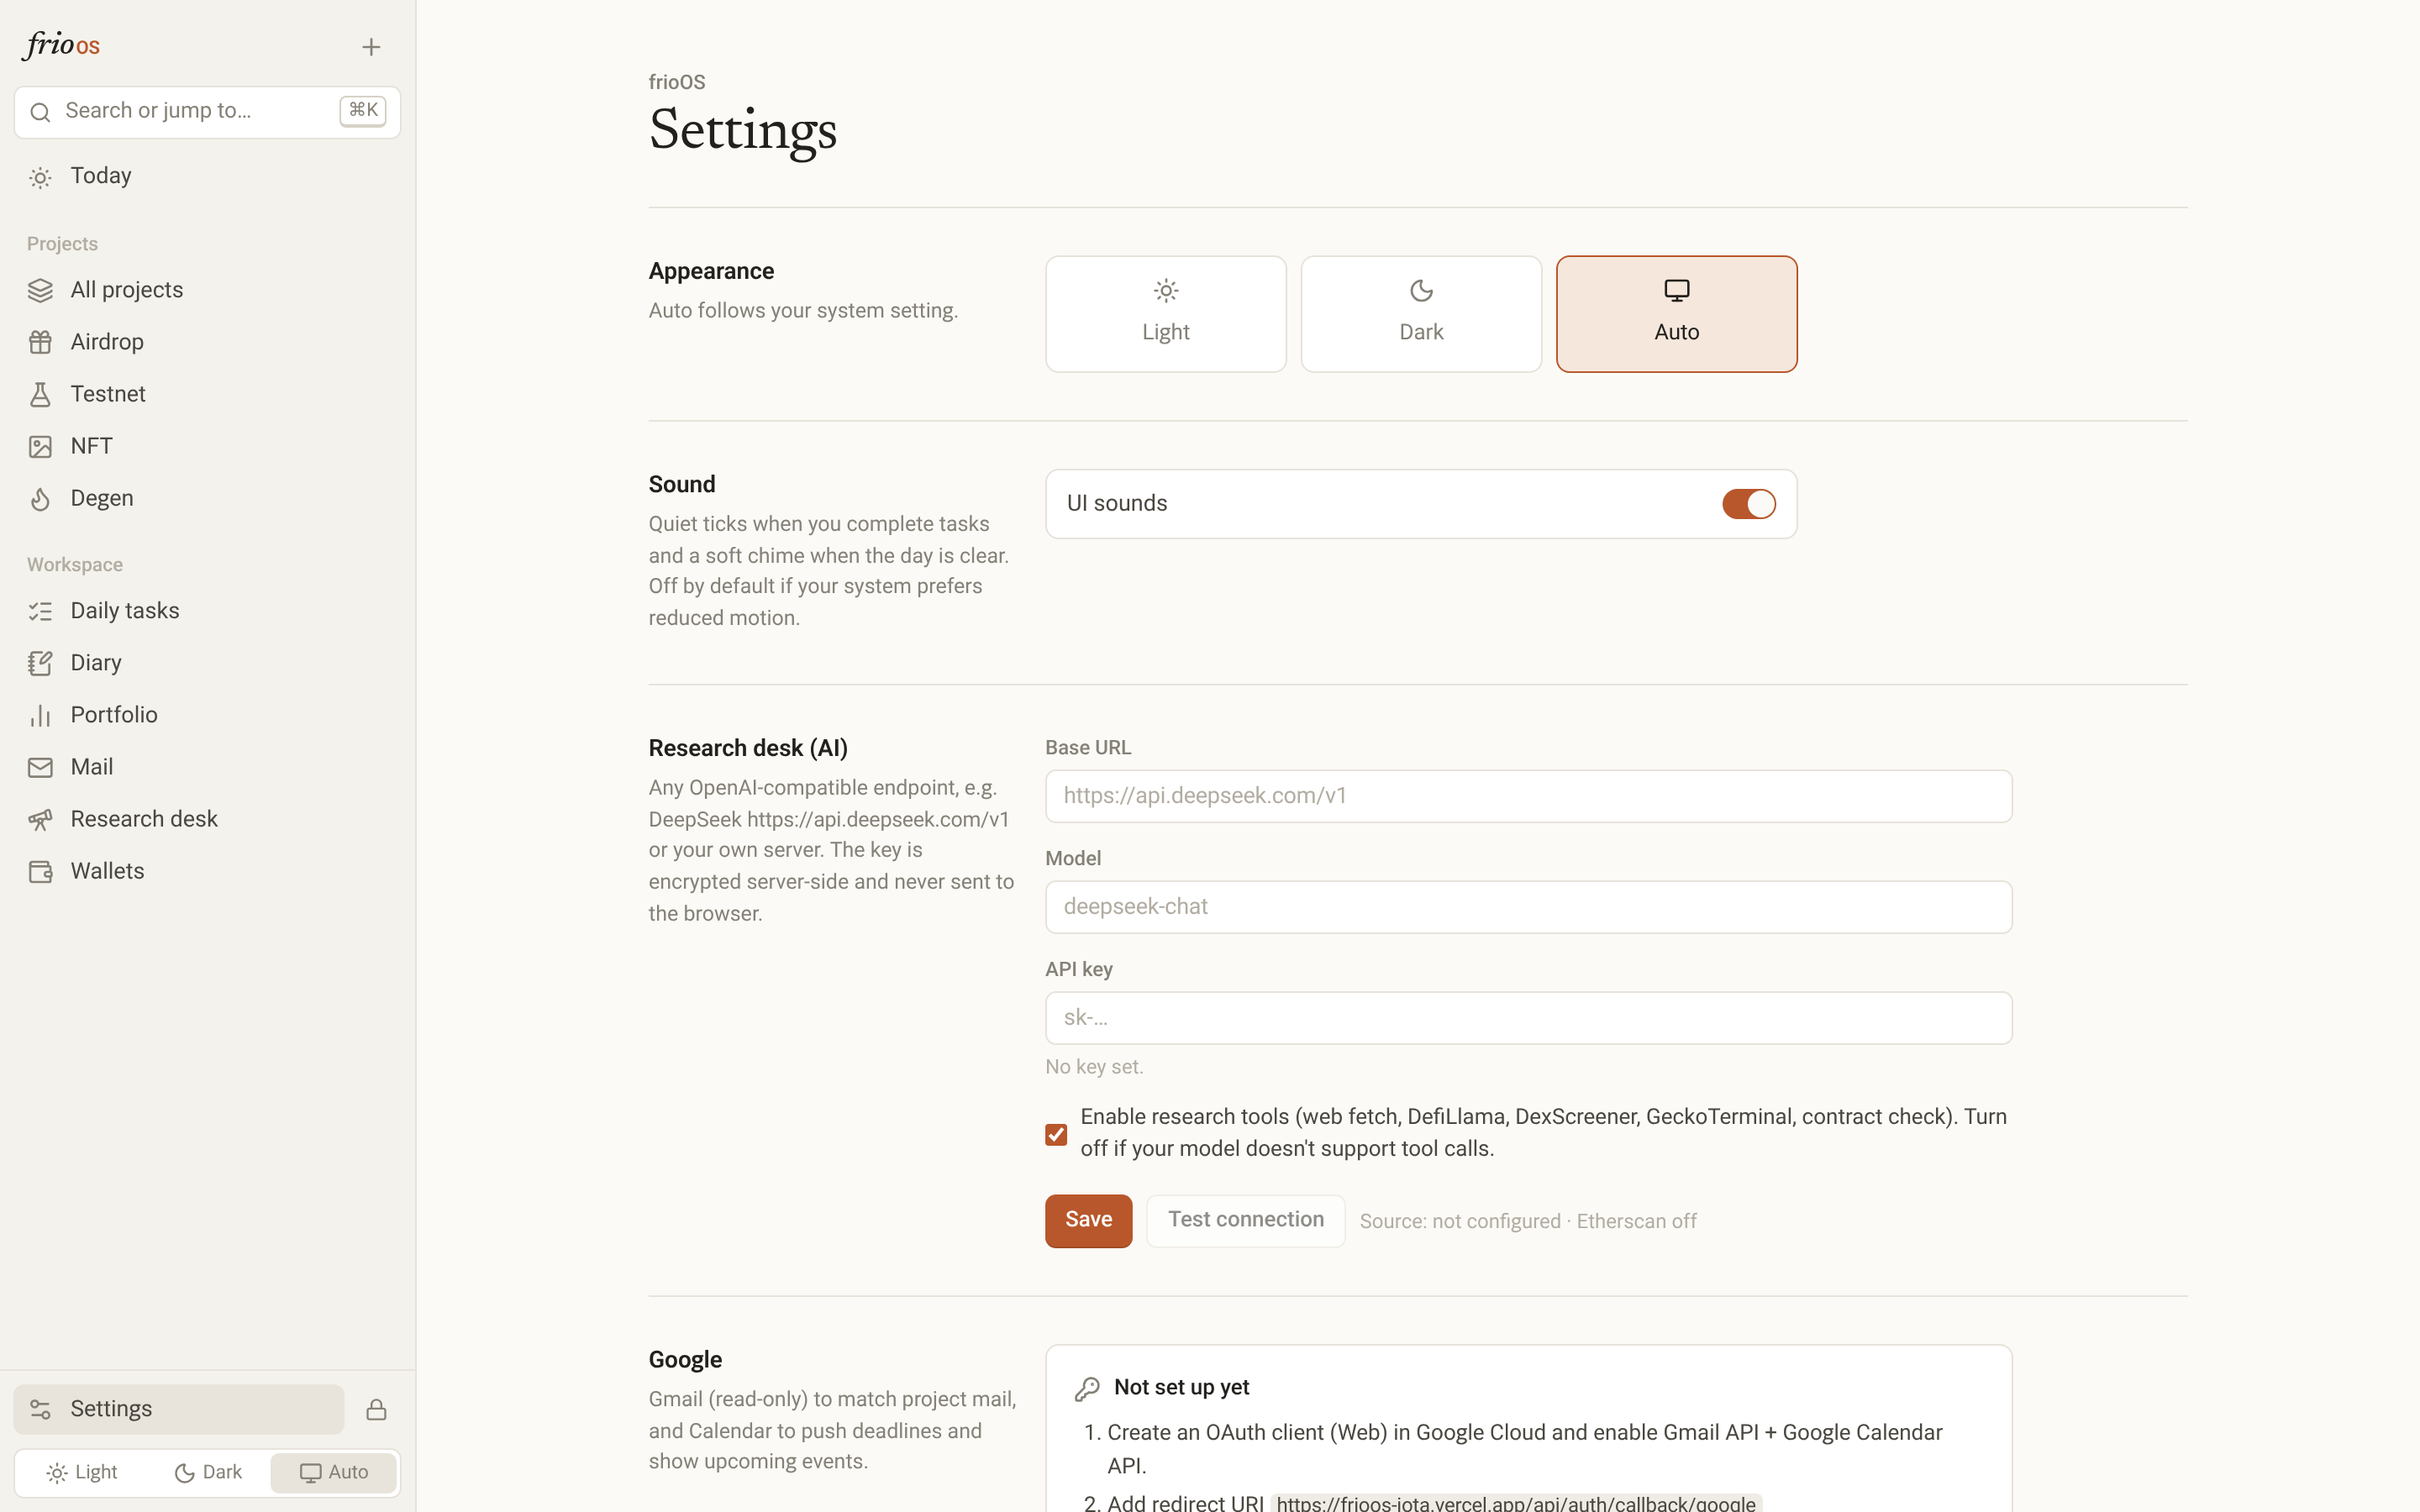 frioOS
Search or jump to...
⌘K
Today
Projects
All projects
Airdrop
Testnet
NFT
Degen
Workspace
Daily tasks
Diary
Portfolio
Mail
Research desk
Wallets
Settings
Light
Dark
Auto
frioOS
Settings
Appearance
Auto follows your system setting.
Light
Dark
Auto
Sound
Quiet ticks when you complete tasks
and a soft chime when the day is clear.
Off by default if your system prefers
reduced motion.
UI sounds
Research desk (AI)
Any OpenAI-compatible endpoint, e.g.
DeepSeek https://api.deepseek.com/v1
or your own server. The key is
encrypted server-side and never sent to
the browser.
Base URL
https://api.deepseek.com/v1
Model
deepseek-chat
API key
sk-...
No key set.
Enable research tools (web fetch, DefiLlama, DexScreener, GeckoTerminal, contract check). Turn
off if your model doesn't support tool calls.
Save
Test connection
Source: not configured · Etherscan off
Google
Gmail (read-only) to match project mail,
and Calendar to push deadlines and
show upcoming events.
Not set up yet
1. Create an OAuth client (Web) in Google Cloud and enable Gmail API + Google Calendar
API.
2. Add redirect URI https://frioos-iota.vercel.app/api/auth/callback/google